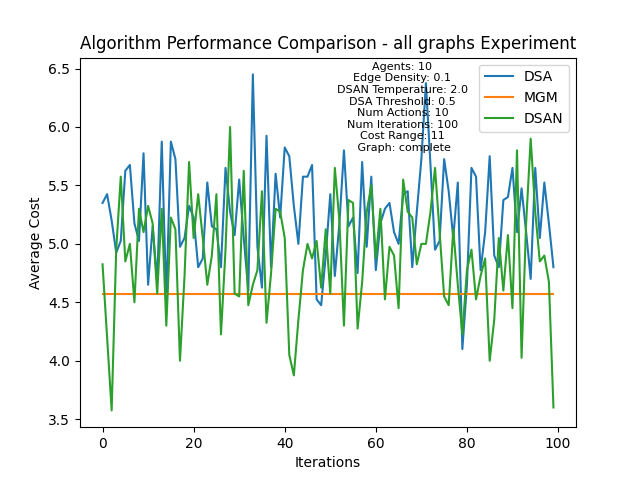 Algorithm Performance Comparison - all graphs Experiment
Agents: 10
Edge Density: 0.1
DSAN Temperature: 2.0
DSA Threshold: 0.5
Num Actions: 10
Num Iterations: 100
Cost Range: 11
Graph: complete
DSA
MGM
DSAN
Average Cost
6.5
6.0
5.5
5.0
4.5
4.0
3.5
0 20 40 60 80 100
Iterations